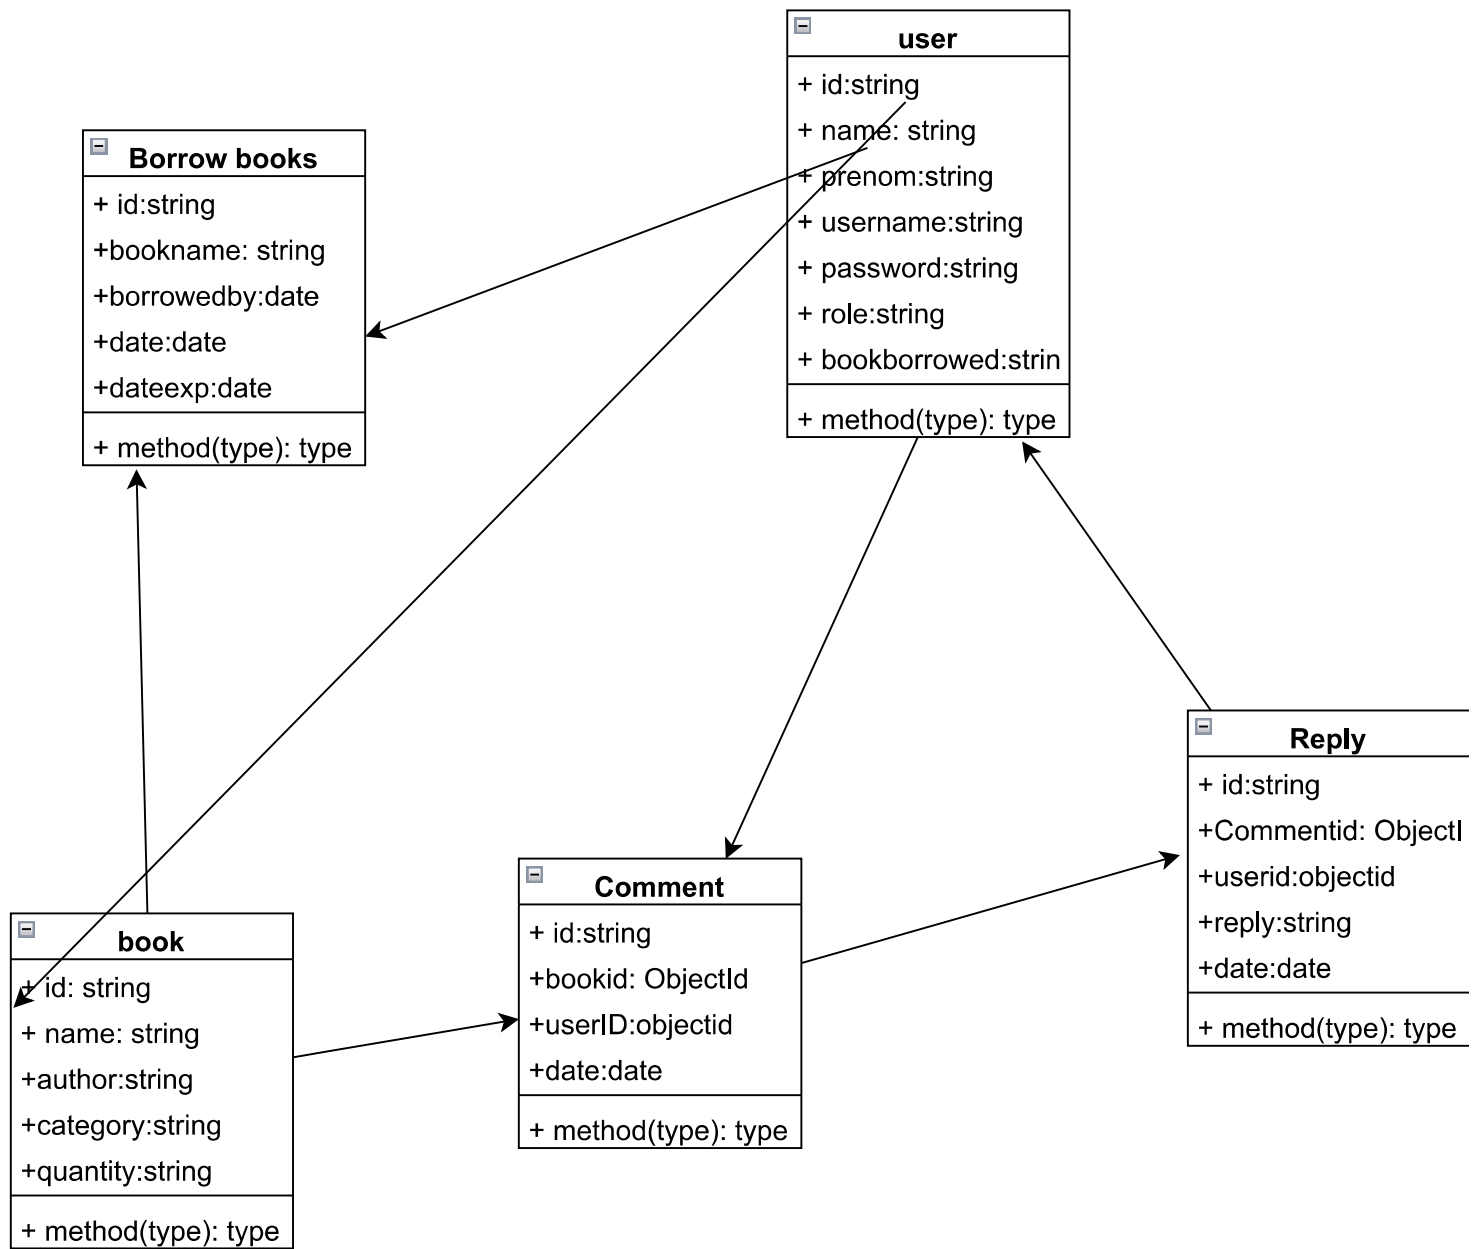 user
+ id:string
+ name: string
+ prenom:string
+ username:string
+ password:string
+ role:string
+ bookborrowed:strin
+ method(type): type
Borrow books
+ id:string
+bookname: string
+borrowedby:date
+date:date
+dateexp:date
+ method(type): type
Reply
+ id:string
+Commentid: ObjectI
+userid:objectid
+reply:string
+date:date
+ method(type): type
Comment
+ id:string
+bookid: ObjectId
+userID:objectid
+date:date
+ method(type): type
book
+ id: string
+ name: string
+author:string
+category:string
+quantity:string
+ method(type): type